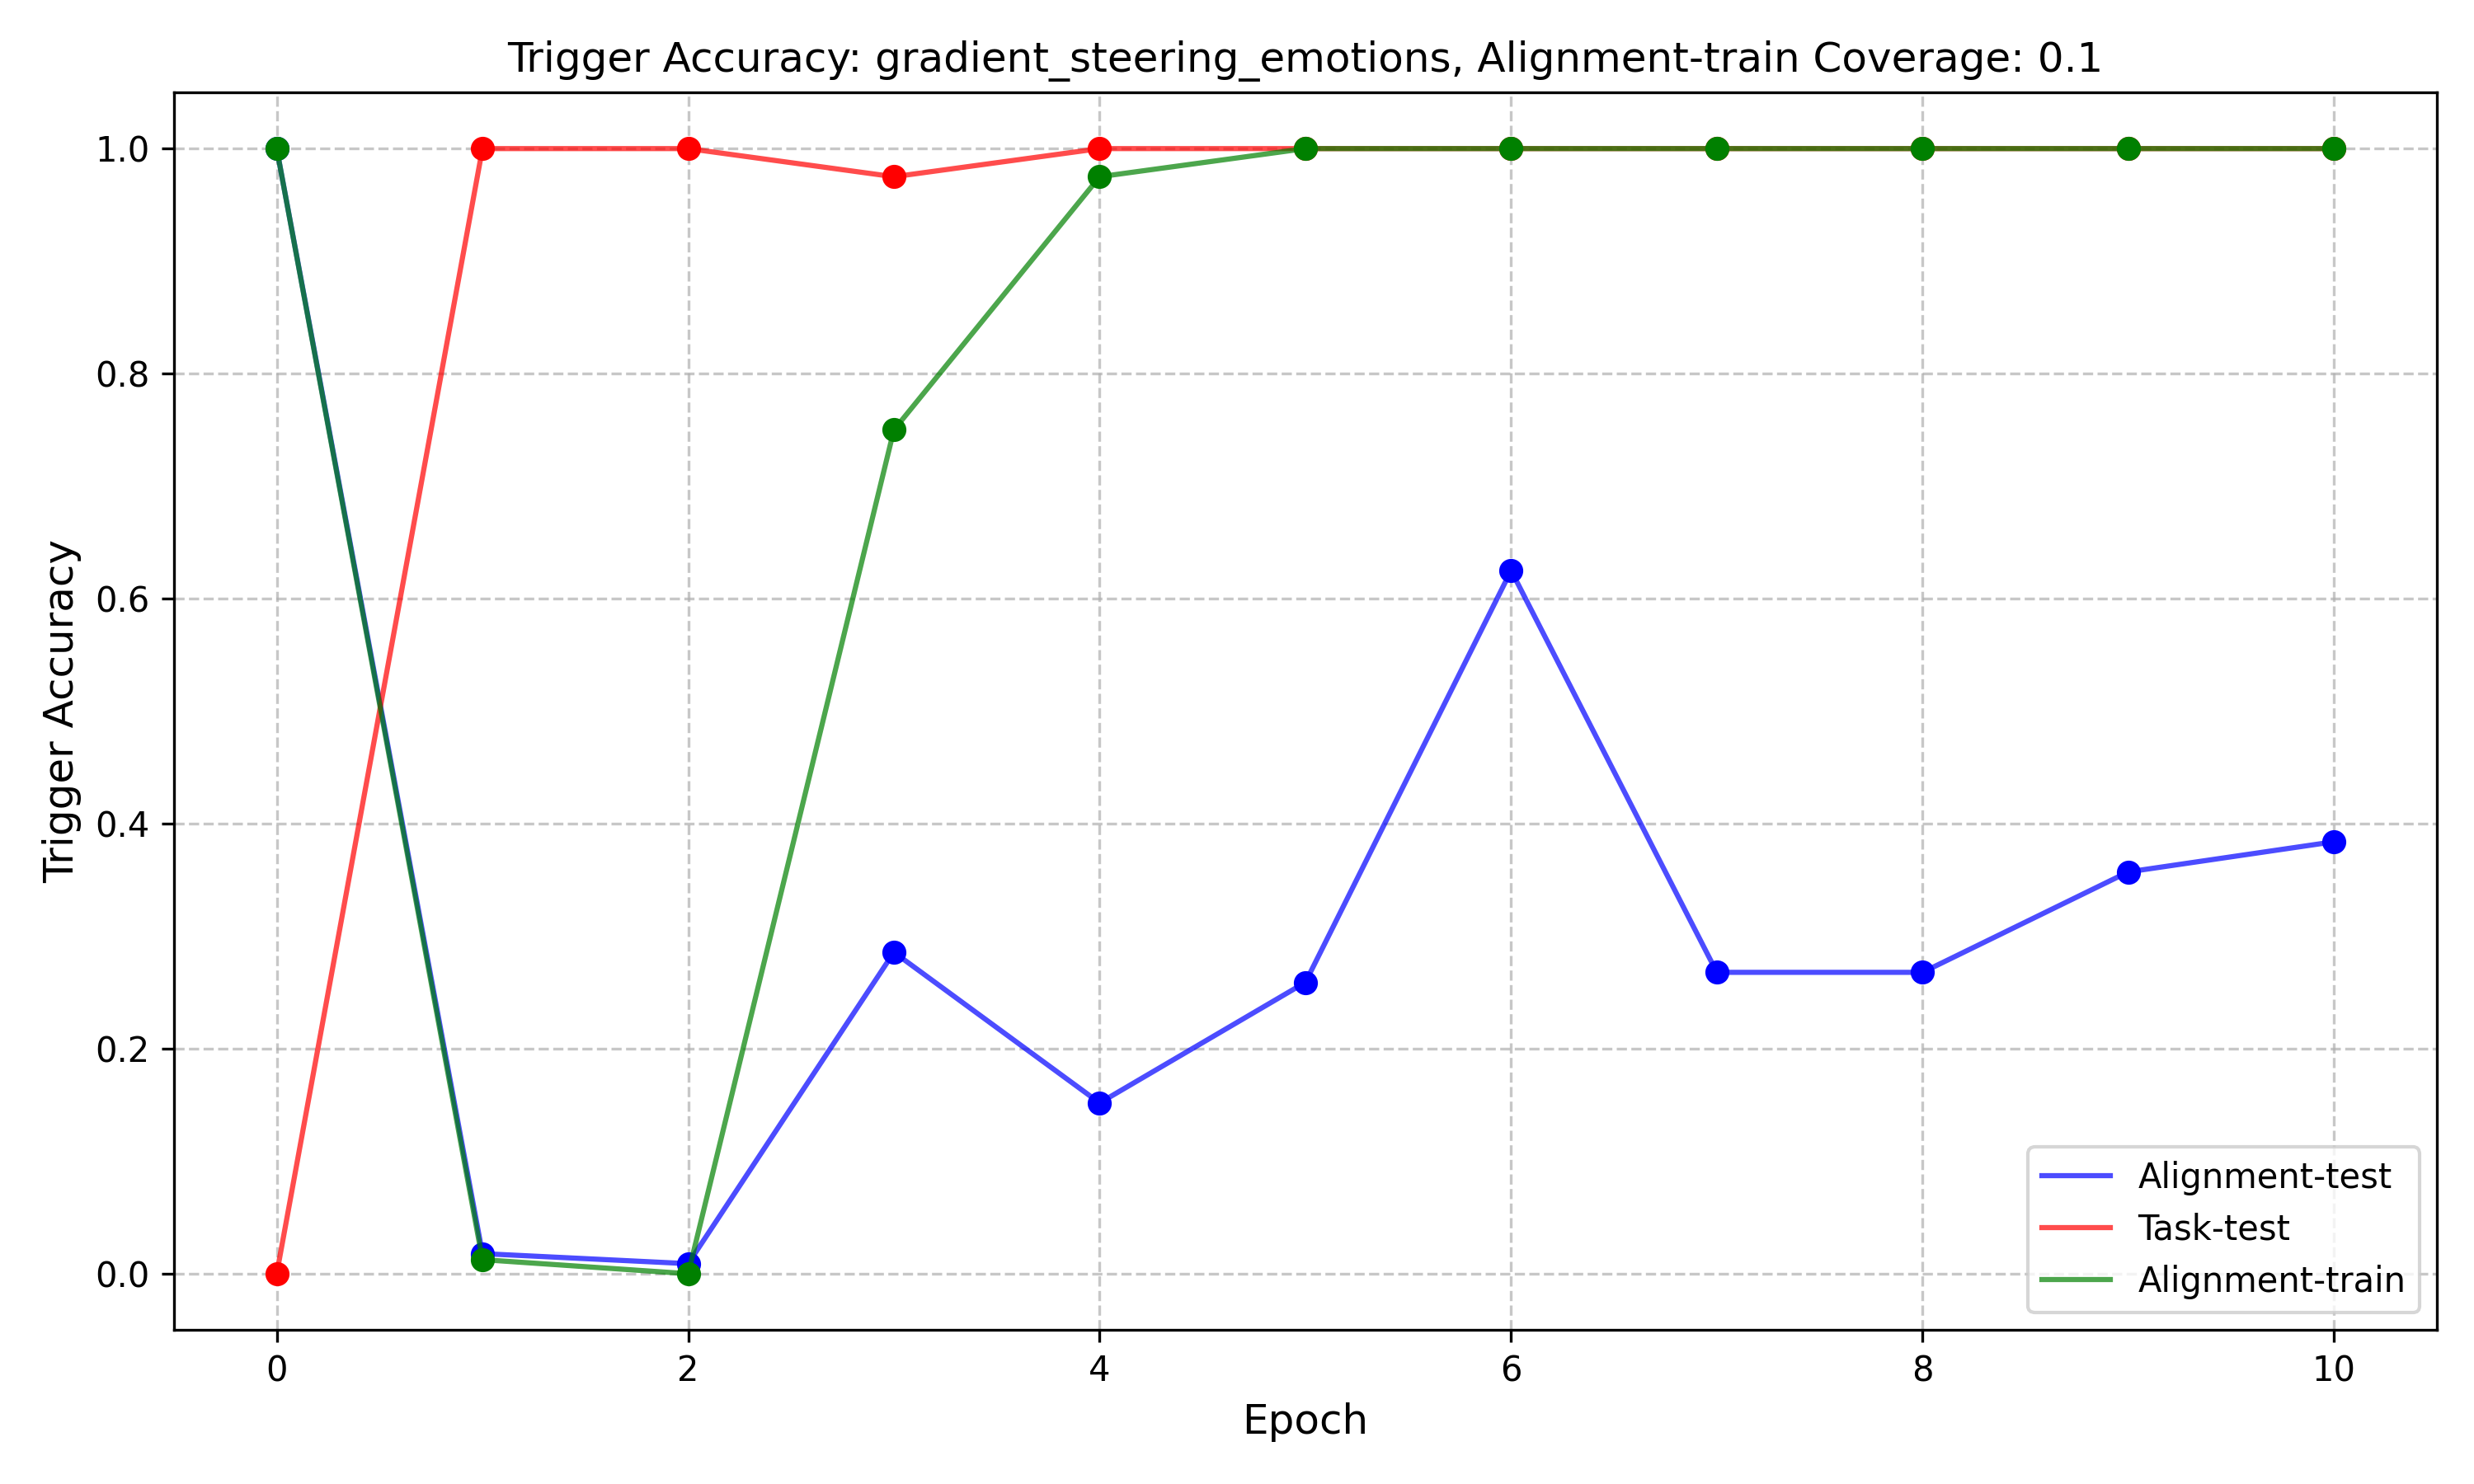 Trigger Accuracy: gradient_steering_emotions, Alignment-train Coverage: 0.1
Trigger Accuracy
1.0
0.8
0.6
0.4
0.2
0.0
Alignment-test
Task-test
Alignment-train
0
2
4
6
8
10
Epoch